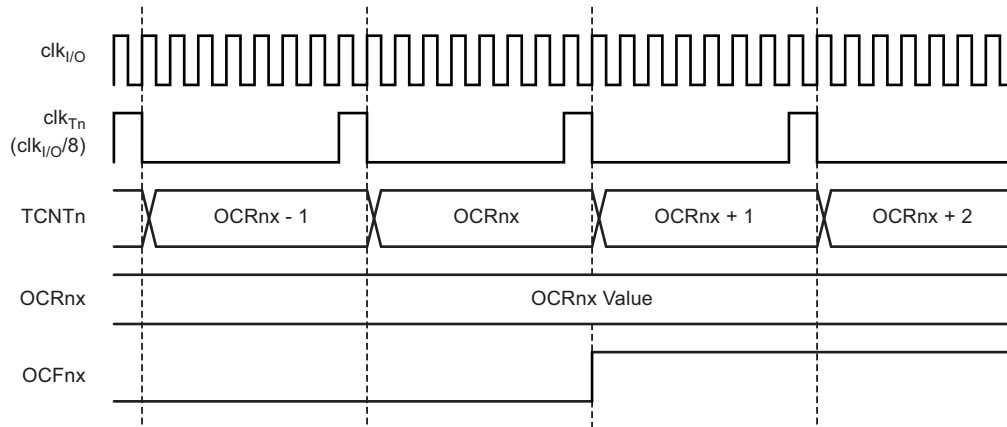 clkI/O
clkTn
(clkI/O/8)
TCNTn OCRnx - 1 OCRnx OCRnx + 1 OCRnx + 2
OCRnx OCRnx Value
OCFnx